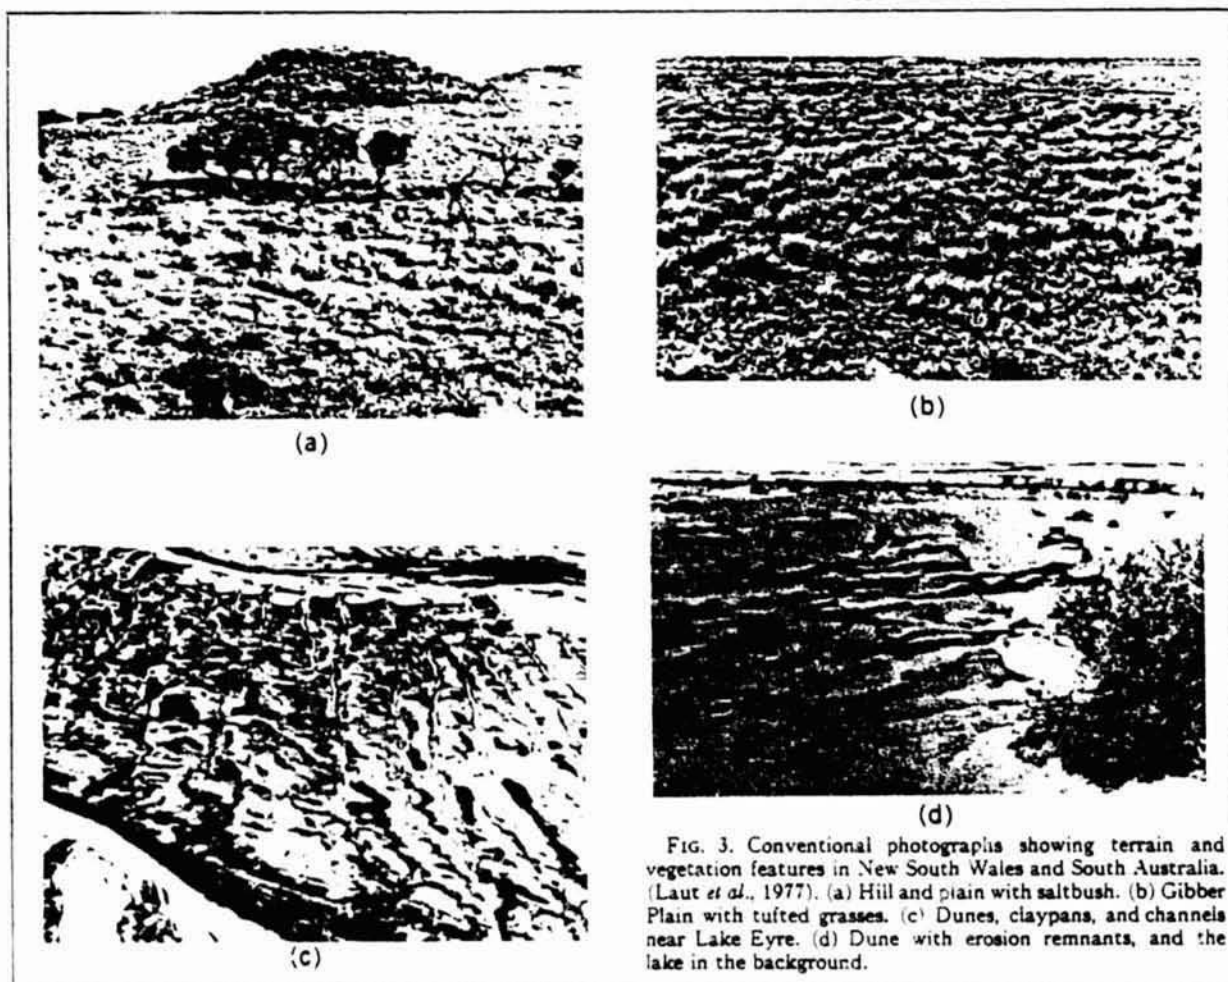 (a)
(b)
(c)
(d)
FIG. 3. Conventional photographs showing terrain and
vegetation features in New South Wales and South Australia.
(Laut et al., 1977). (a) Hill and plain with saltbush. (b) Gibber
Plain with tufted grasses. (c) Dunes, claypans, and channels
near Lake Eyre. (d) Dune with erosion remnants, and the
lake in the background.